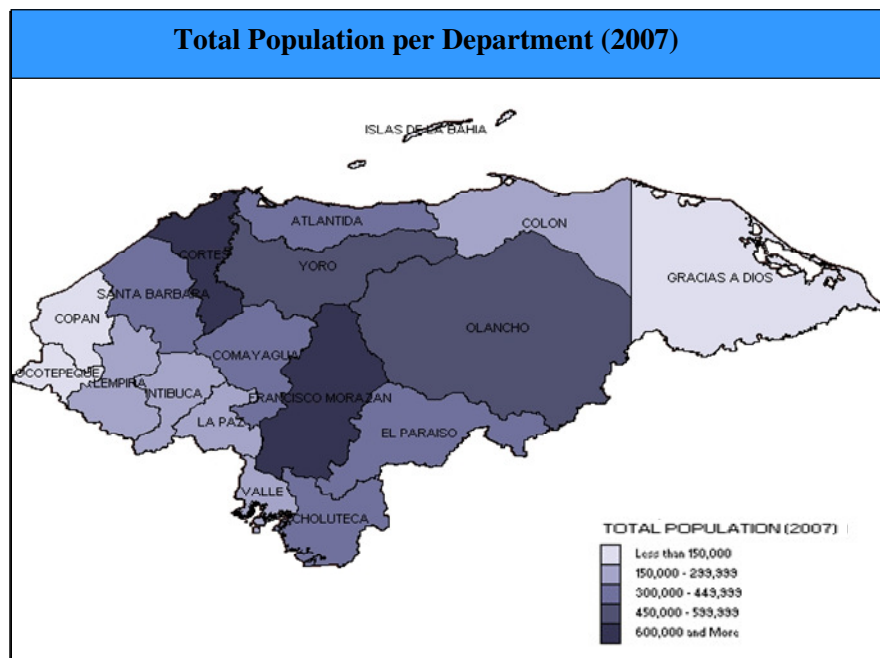 Total Population per Department (2007)
ISLAS DE LA BAHIA
ATLANTIDA
COLON
CORTES
YORO
GRACIAS A DIOS
SANTA BARBARA
COPAN
OLANCHO
COMAYAGUA
OCOTEPEQUE
LEMPIRA
INTIBUCA
FRANCISCO MORAZAN
LA PAZ
EL PARAISO
VALLE
CHOLUTECA
TOTAL POPULATION (2007)
Less than 150,000
150,000 - 299,999
300,000 - 449,999
450,000 - 599,999
600,000 and More